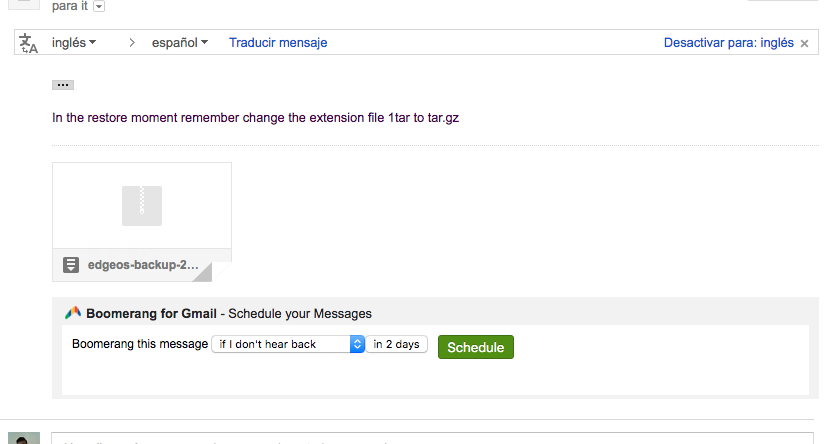 para it
inglés > español Traducir mensaje Desactivar para: inglés ×
...
In the restore moment remember change the extension file 1tar to tar.gz
edgeos-backup-2...
Boomerang for Gmail - Schedule your Messages
Boomerang this message if I don't hear back in 2 days Schedule